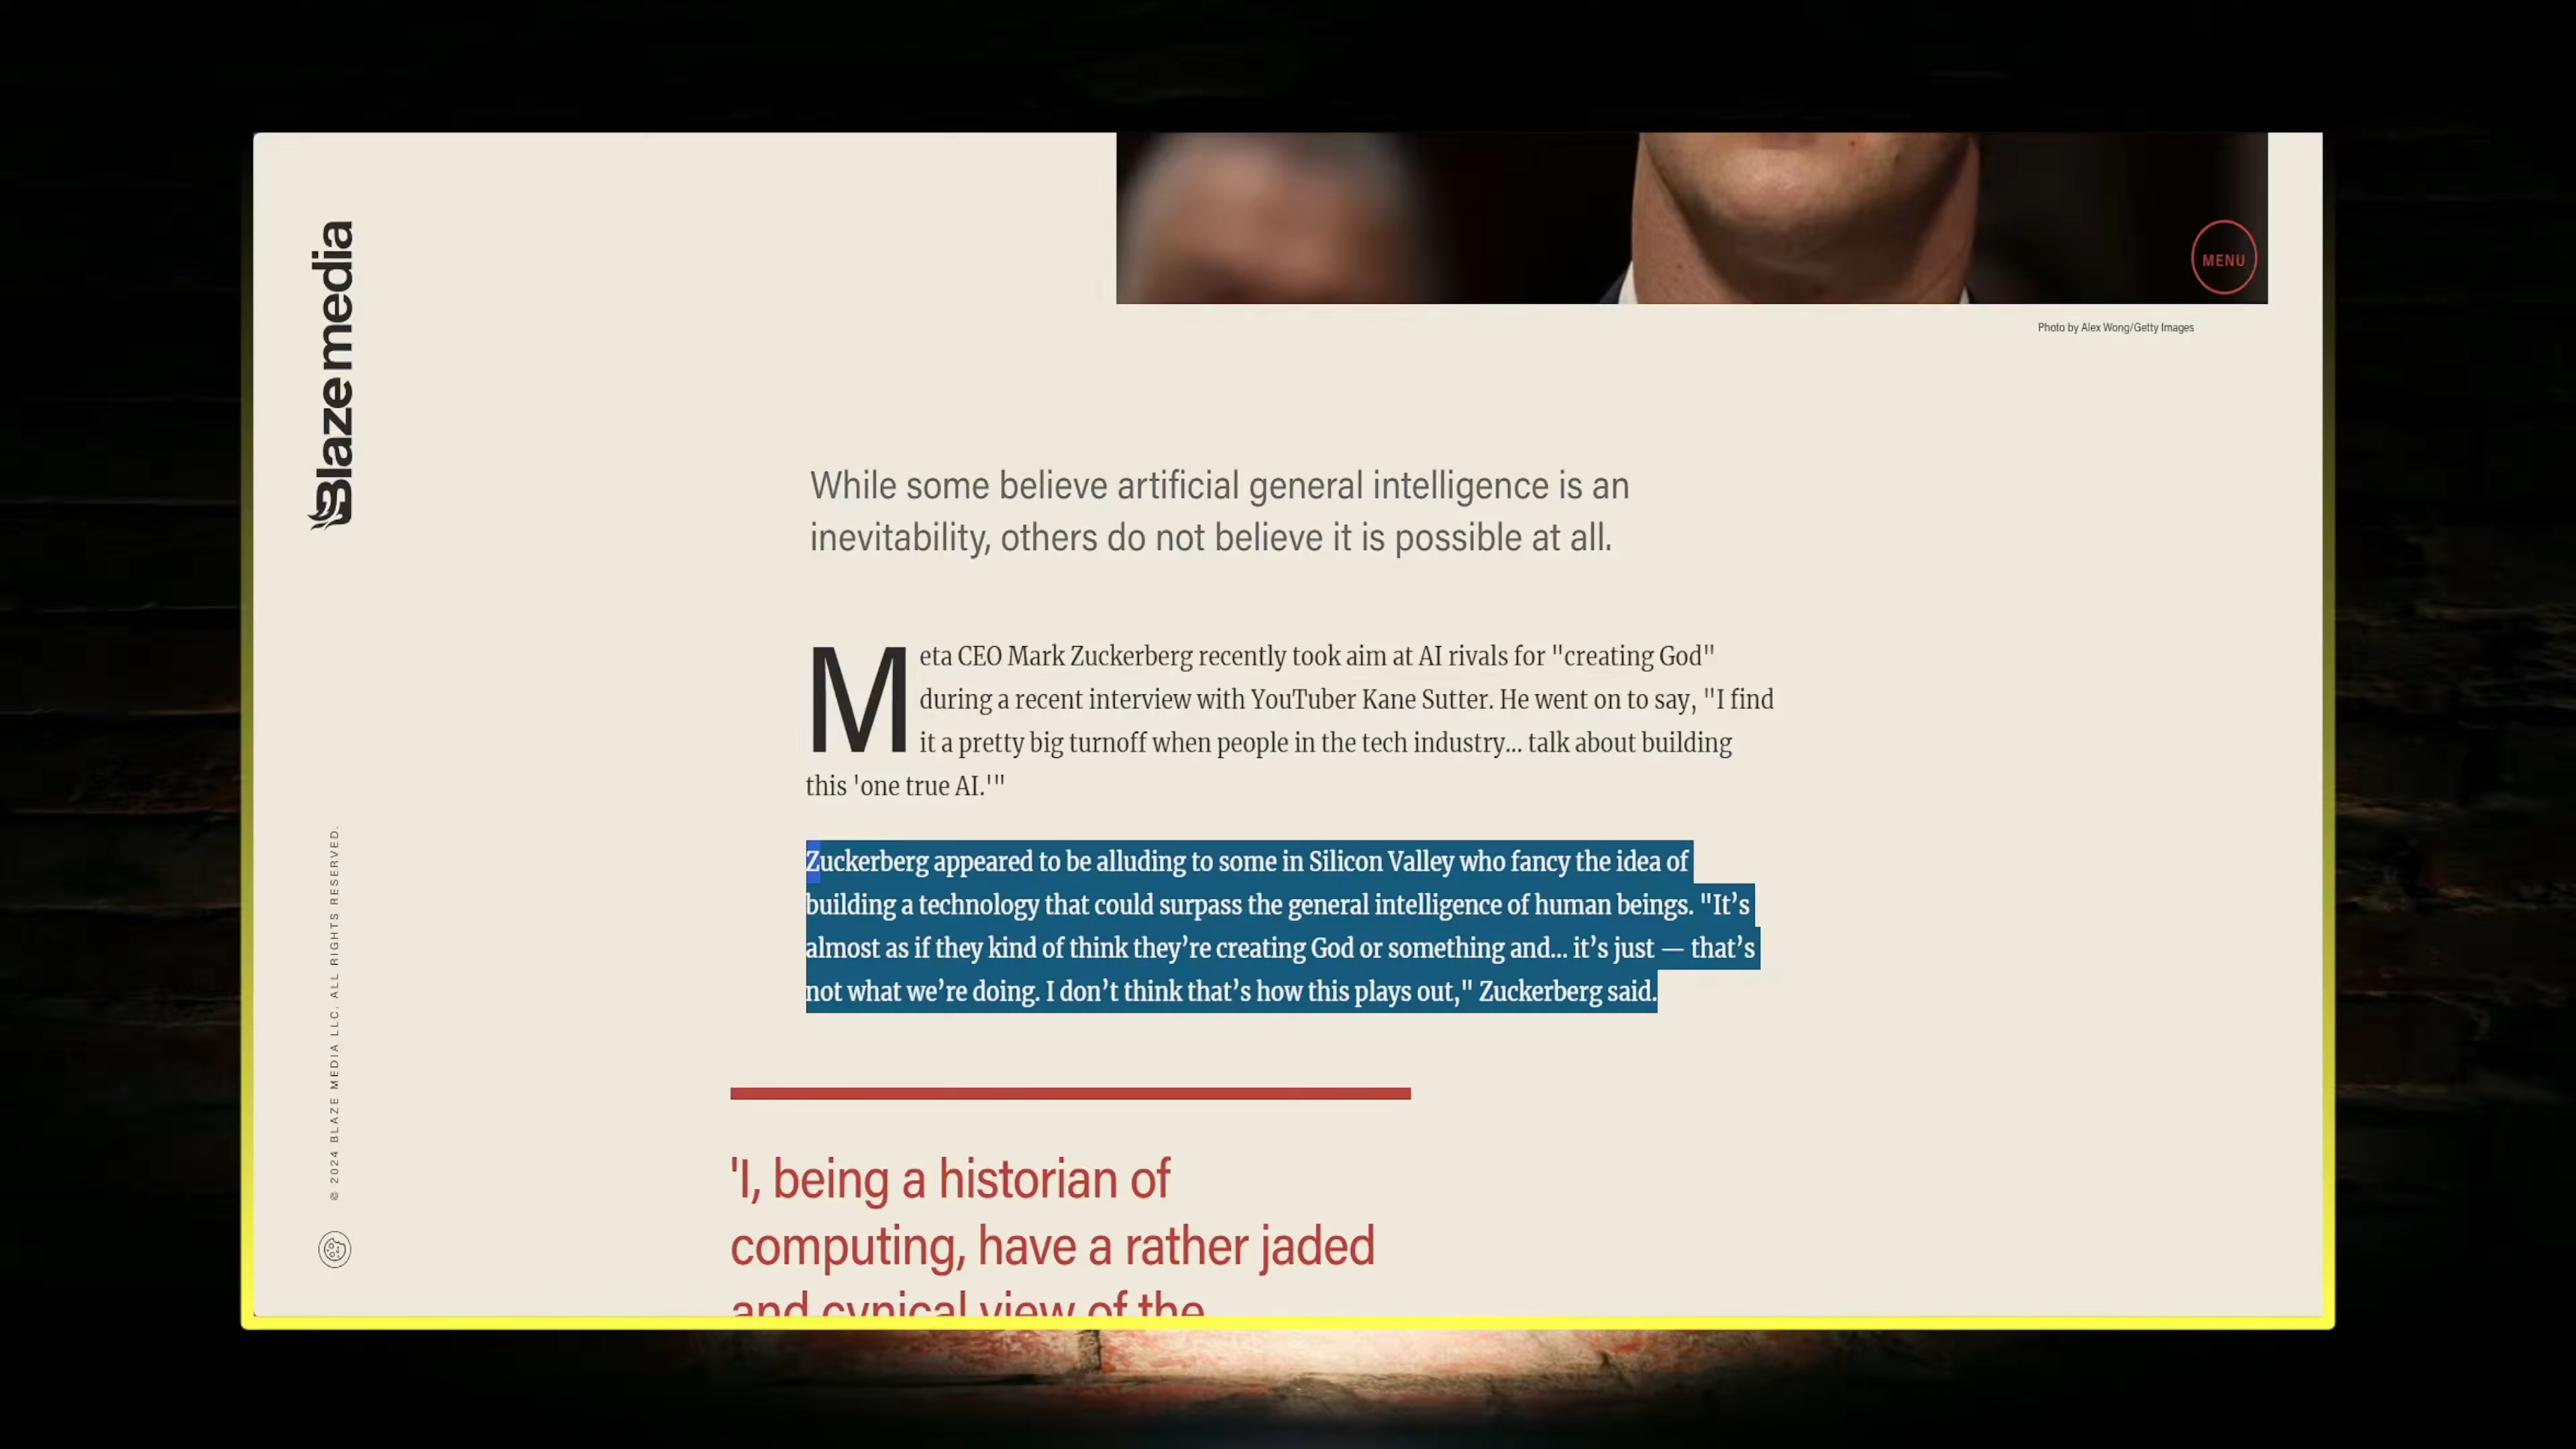 Blaze media
MENU
Photo by Alex Wong/Getty Images
While some believe artificial general intelligence is an
inevitability, others do not believe it is possible at all.
Meta CEO Mark Zuckerberg recently took aim at AI rivals for "creating God"
during a recent interview with YouTuber Kane Sutter. He went on to say, "I find
it a pretty big turnoff when people in the tech industry... talk about building
this 'one true AI.'"
Zuckerberg appeared to be alluding to some in Silicon Valley who fancy the idea of
building a technology that could surpass the general intelligence of human beings. "It’s
almost as if they kind of think they’re creating God or something and... it’s just — that’s
not what we’re doing. I don’t think that’s how this plays out," Zuckerberg said.
© 2024 BLAZE MEDIA LLC. ALL RIGHTS RESERVED.
'I, being a historian of
computing, have a rather jaded
and cynical view of the